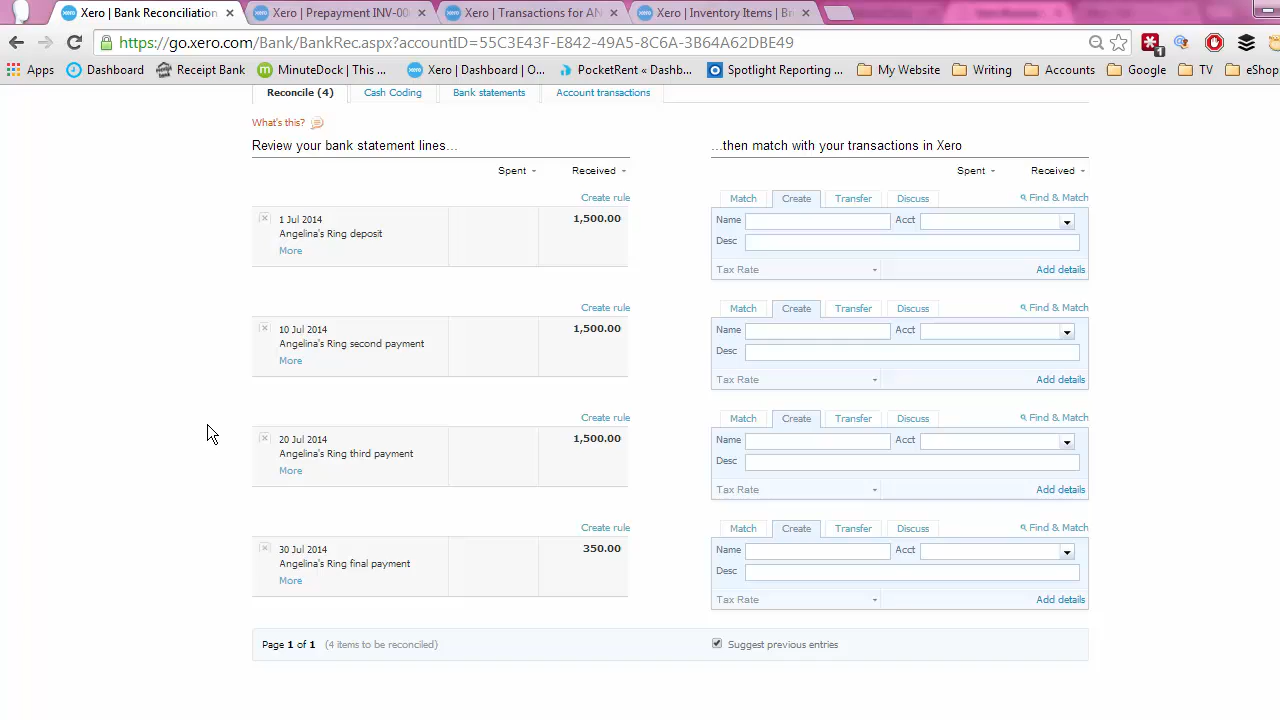 Xero | Bank Reconciliation
Xero | Prepayment INV-00
Xero | Transactions for AN
Xero | Inventory Items | Bri
https://go.xero.com/Bank/BankRec.aspx?accountID=55C3E43F-E842-49A5-8C6A-3B64A62DBE49
1
Apps
Dashboard
Receipt Bank
MinuteDock | This ...
Xero | Dashboard | O...
PocketRent « Dashb...
Spotlight Reporting ...
My Website
Writing
Accounts
Google
TV
eShop
Reconcile (4)
Cash Coding
Bank statements
Account transactions
What's this?
Review your bank statement lines...
...then match with your transactions in Xero
Spent
Received
Spent
Received
Create rule
Match
Create
Transfer
Discuss
Find & Match
1 Jul 2014
Angelina's Ring deposit
More
1,500.00
Name
Acct
Desc
Tax Rate
Add details
Create rule
Match
Create
Transfer
Discuss
Find & Match
10 Jul 2014
Angelina's Ring second payment
More
1,500.00
Name
Acct
Desc
Tax Rate
Add details
Create rule
Match
Create
Transfer
Discuss
Find & Match
20 Jul 2014
Angelina's Ring third payment
More
1,500.00
Name
Acct
Desc
Tax Rate
Add details
Create rule
Match
Create
Transfer
Discuss
Find & Match
30 Jul 2014
Angelina's Ring final payment
More
350.00
Name
Acct
Desc
Tax Rate
Add details
Page 1 of 1 (4 items to be reconciled)
Suggest previous entries